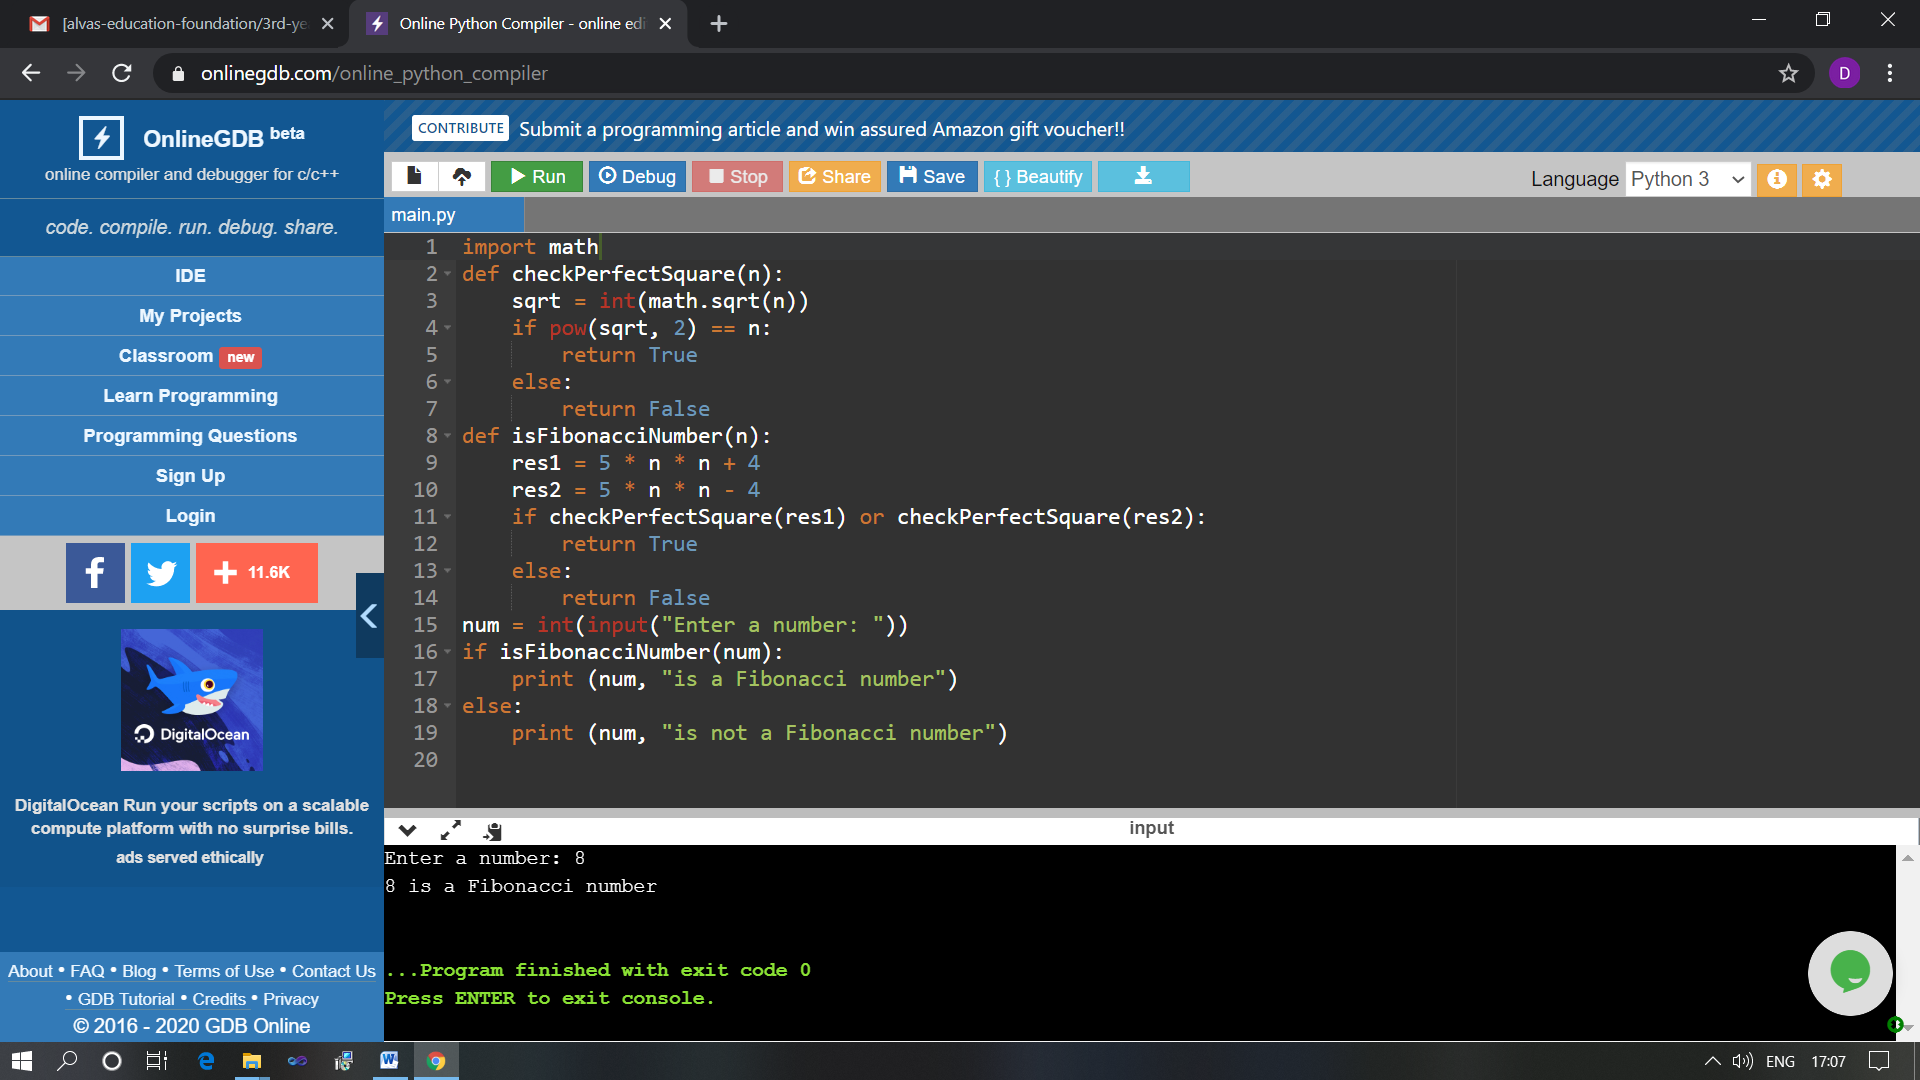 [alvas-education-foundation/3rd-ye
Online Python Compiler - online edi
onlinegdb.com/online_python_compiler
D
OnlineGDB beta
online compiler and debugger for c/c++
code. compile. run. debug. share.
IDE
My Projects
Classroom new
Learn Programming
Programming Questions
Sign Up
Login
11.6K
DigitalOcean
DigitalOcean Run your scripts on a scalable
compute platform with no surprise bills.
ads served ethically
About • FAQ • Blog • Terms of Use • Contact Us
• GDB Tutorial • Credits • Privacy
© 2016 - 2020 GDB Online
CONTRIBUTE Submit a programming article and win assured Amazon gift voucher!!
Run Debug Stop Share Save { } Beautify
Language Python 3
main.py
1 import math
2 def checkPerfectSquare(n):
3     sqrt = int(math.sqrt(n))
4     if pow(sqrt, 2) == n:
5         return True
6     else:
7         return False
8 def isFibonacciNumber(n):
9     res1 = 5 * n * n + 4
10     res2 = 5 * n * n - 4
11     if checkPerfectSquare(res1) or checkPerfectSquare(res2):
12         return True
13     else:
14         return False
15 num = int(input("Enter a number: "))
16 if isFibonacciNumber(num):
17     print (num, "is a Fibonacci number")
18 else:
19     print (num, "is not a Fibonacci number")
20
input
Enter a number: 8
8 is a Fibonacci number
...Program finished with exit code 0
Press ENTER to exit console.
ENG 17:07